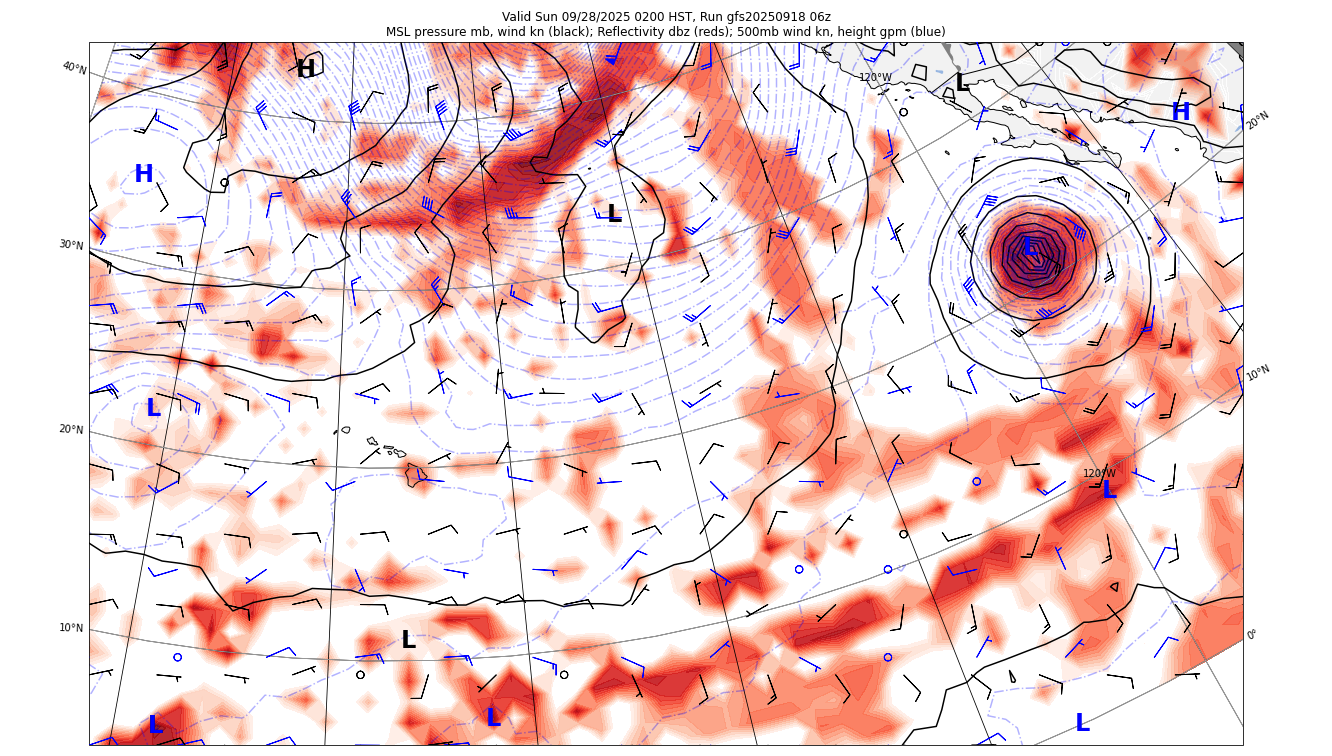 Valid Sun 09/28/2025 0200 HST, Run gfs20250918 06z
MSL pressure mb, wind kn (black); Reflectivity dbz (reds); 500mb wind kn, height gpm (blue)
40°N
H
120°W
L
H
20°N
H
L
30°N
L
10°N
L
20°N
120°W
L
10°N
L
0°
L
L
L